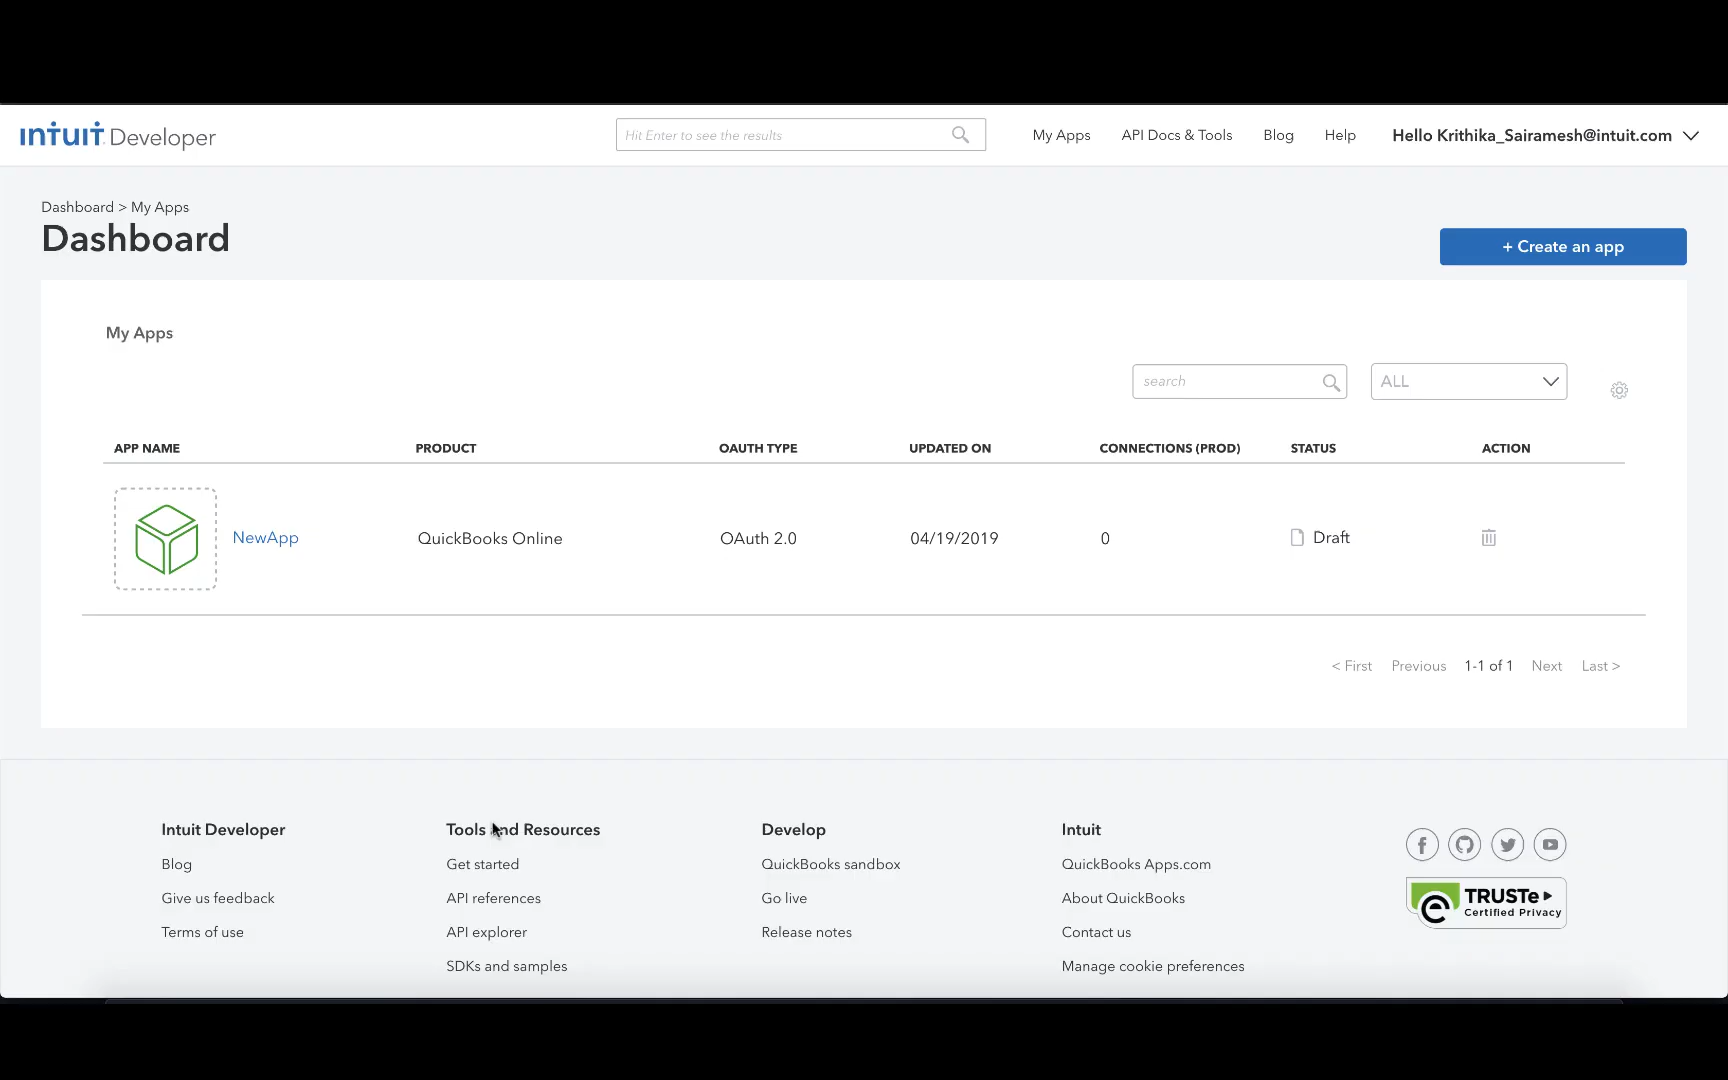 intuit Developer
Hit Enter to see the results
My Apps
API Docs & Tools
Blog
Help
Hello Krithika_Sairamesh@intuit.com
Dashboard > My Apps
Dashboard
+ Create an app
My Apps
search
ALL
APP NAME
PRODUCT
OAUTH TYPE
UPDATED ON
CONNECTIONS (PROD)
STATUS
ACTION
NewApp
QuickBooks Online
OAuth 2.0
04/19/2019
0
Draft
< First
Previous
1-1 of 1
Next
Last >
Intuit Developer
Blog
Give us feedback
Terms of use
Tools and Resources
Get started
API references
API explorer
SDKs and samples
Develop
QuickBooks sandbox
Go live
Release notes
Intuit
QuickBooks Apps.com
About QuickBooks
Contact us
Manage cookie preferences
TRUSTe
Certified Privacy